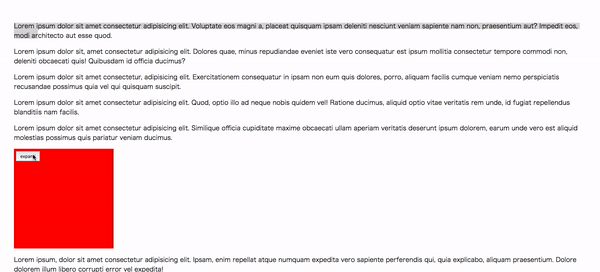 Lorem ipsum dolor sit amet consectetur adipisicing elit. Voluptate eos magni a, placeat quisquam ipsam deleniti nesciunt veniam sapiente nam non, praesentium aut? Impedit eos,
modi architecto aut esse quod.
Lorem ipsum dolor sit, amet consectetur adipisicing elit. Dolores quae, minus repudiandae eveniet iste vero consequatur est ipsum mollitia consectetur tempore commodi non,
deleniti obcaecati quis! Quibusdam id officia ducimus?
Lorem ipsum dolor sit amet, consectetur adipisicing elit. Exercitationem consequatur in ipsam non eum quis dolores, porro, aliquam facilis cumque veniam nemo perspiciatis
recusandae possimus quia vel qui quisquam suscipit.
Lorem ipsum dolor sit amet consectetur adipisicing elit. Quod, optio illo ad neque nobis quidem vel! Ratione ducimus, aliquid optio vitae veritatis rem unde, id fugiat repellendus
blanditiis nam facilis.
Lorem ipsum dolor sit amet consectetur adipisicing elit. Similique officia cupiditate maxime obcaecati ullam aperiam veritatis deserunt ipsum dolorem, earum unde vero est aliquid
molestias possimus quis pariatur veniam ducimus.
expand
Lorem ipsum, dolor sit amet consectetur adipisicing elit. Ipsam, enim repellat atque numquam expedita vero sapiente perferendis qui, quia explicabo, aliquam praesentium. Dolore
dolorem illum libero corrupti error vel expedita!